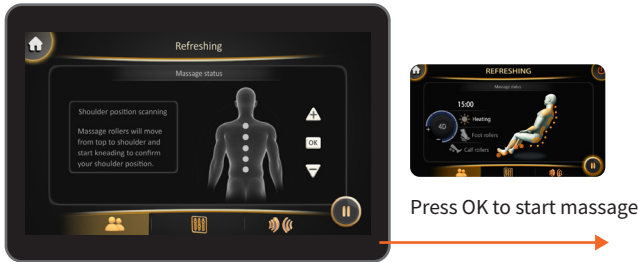 Refreshing
Massage status
Shoulder position scanning
Massage rollers will move
from top to shoulder and
start kneading to confirm
your shoulder position.
OK
REFRESHING
Massage status
15:00
4D
Heating
Foot rollers
Calf rollers
Press OK to start massage